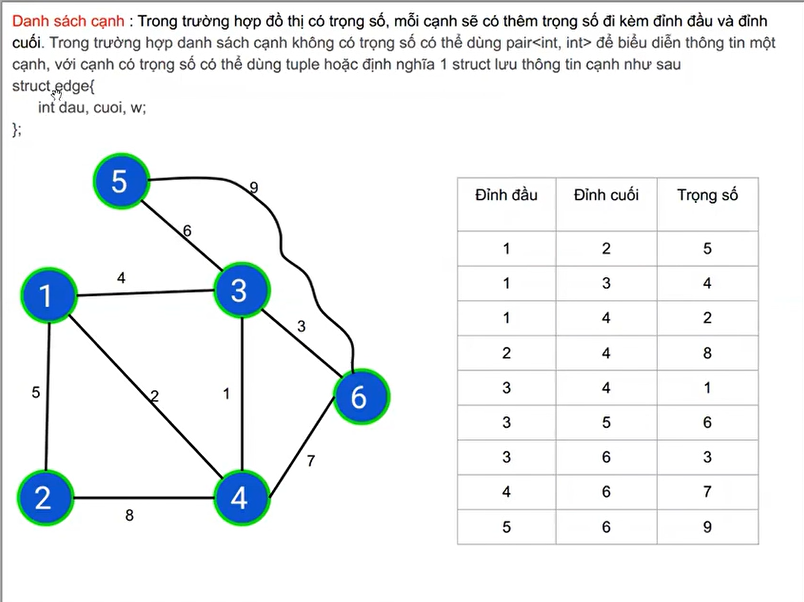 Danh sách cạnh : Trong trường hợp đồ thị có trọng số, mỗi cạnh sẽ có thêm trọng số đi kèm đỉnh đầu và đỉnh
cuối. Trong trường hợp danh sách cạnh không có trọng số có thể dùng pair<int, int> để biểu diễn thông tin một
cạnh, với cạnh có trọng số có thể dùng tuple hoặc định nghĩa 1 struct lưu thông tin cạnh như sau
struct edge{
int dau, cuoi, w;
};
5
9
6
1
4
3
3
5
2
1
6
7
2
4
8
Đỉnh đầu Đỉnh cuối Trọng số
1 2 5
1 3 4
1 4 2
2 4 8
3 4 1
3 5 6
3 6 3
4 6 7
5 6 9